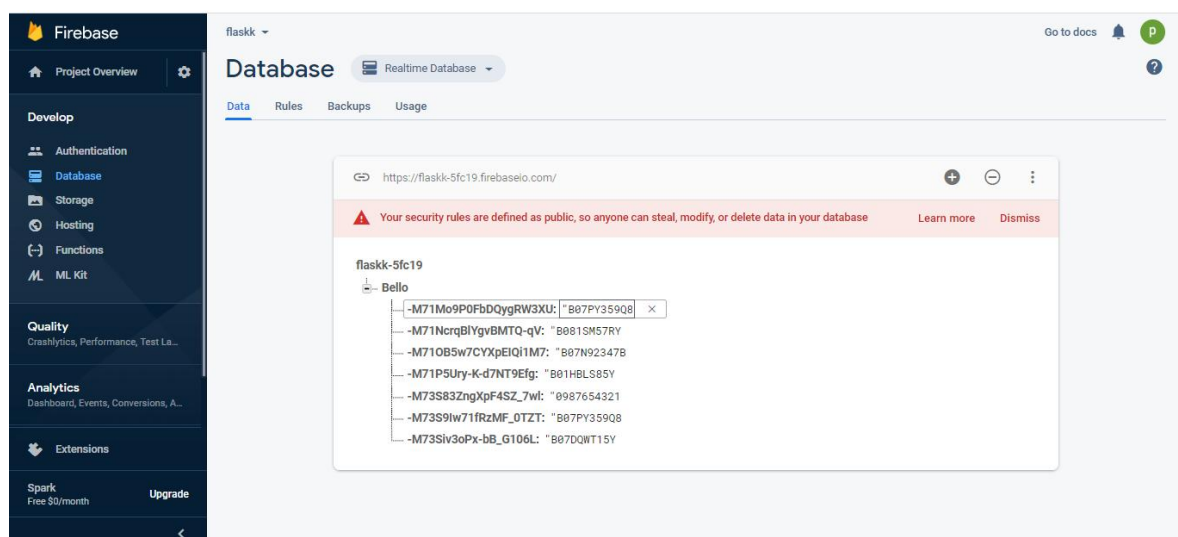 Firebase
flaskk
Go to docs
P
Project Overview
Database
Realtime Database
?
Data Rules Backups Usage
Develop
Authentication
Database
Storage
Hosting
Functions
ML Kit
https://flaskk-5fc19.firebaseio.com/
Your security rules are defined as public, so anyone can steal, modify, or delete data in your database Learn more Dismiss
flaskk-5fc19
Bello
-M71Mo9P0FbDQygRW3XU: "B07PY359Q8 ×
-M71NcrqBlYgvBMTQ-qV: "B081SM57RY
-M71OB5w7CYXpEIQi1M7: "B07N92347B
-M71P5Ury-K-d7NT9Efg: "B01HBLS85Y
-M73S83ZngXpF4SZ_7wl: "0987654321
-M73S9Iw71fRzMF_0TZT: "B07PY359Q8
-M73Siv3oPx-bB_G106L: "B07DQWT15Y
Quality
Crashlytics, Performance, Test La...
Analytics
Dashboard, Events, Conversions, A...
Extensions
Spark
Free $0/month
Upgrade